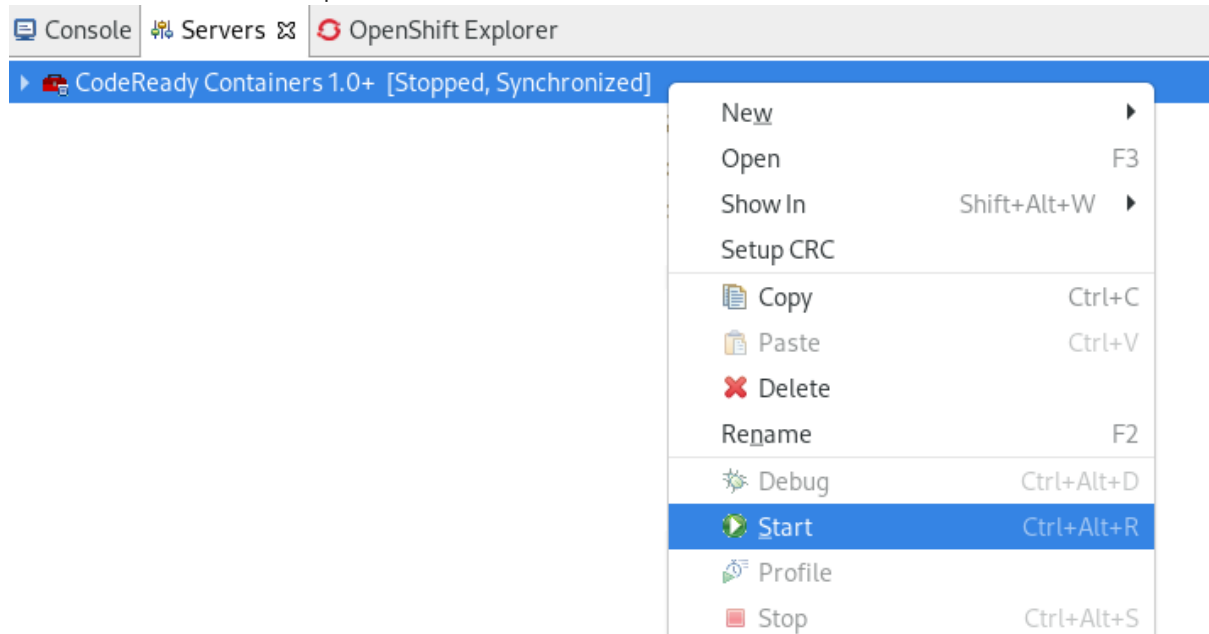 Console Servers OpenShift Explorer
CodeReady Containers 1.0+ [Stopped, Synchronized]
New
Open F3
Show In Shift+Alt+W
Setup CRC
Copy Ctrl+C
Paste Ctrl+V
Delete
Rename F2
Debug Ctrl+Alt+D
Start Ctrl+Alt+R
Profile
Stop Ctrl+Alt+S